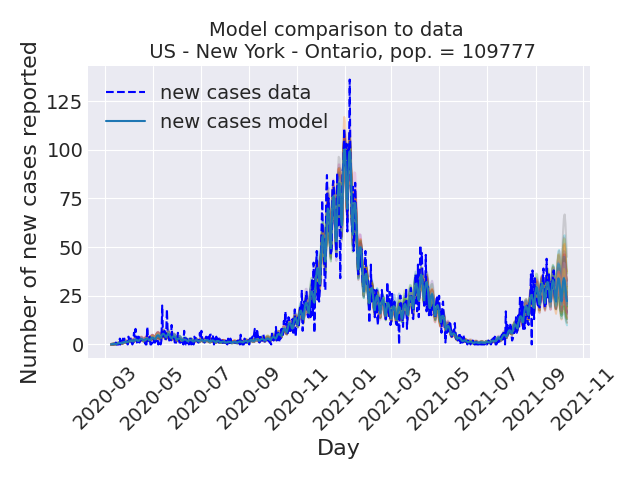 Model comparison to data
US - New York - Ontario, pop. = 109777
Number of new cases reported
125
100
75
50
25
0
new cases data
new cases model
2020-03
2020-05
2020-07
2020-09
2020-11
2021-01
2021-03
2021-05
2021-07
2021-09
2021-11
Day